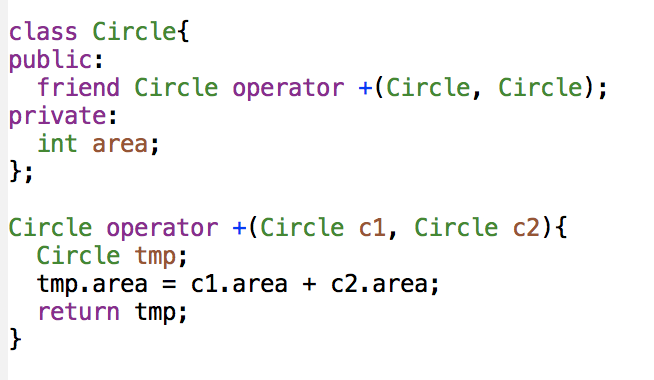 class Circle{
public:
  friend Circle operator +(Circle, Circle);
private:
  int area;
};

Circle operator +(Circle c1, Circle c2){
  Circle tmp;
  tmp.area = c1.area + c2.area;
  return tmp;
}